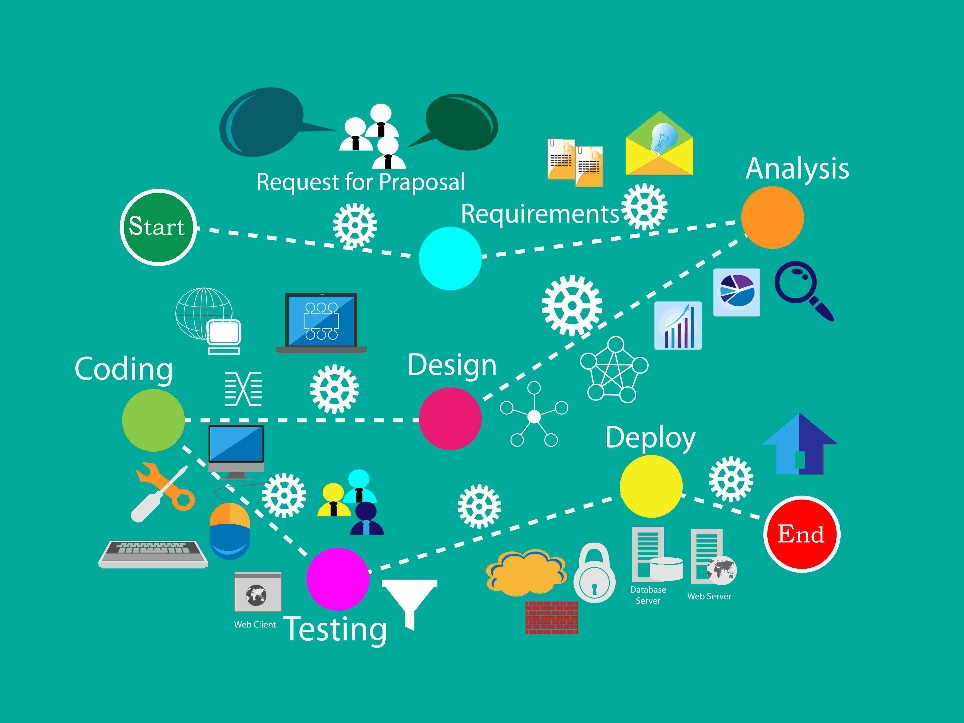 Request for Praposal
Start
Requirements
Analysis
Coding
Design
Deploy
End
Testing
Web Client
Database
Server
Web Server